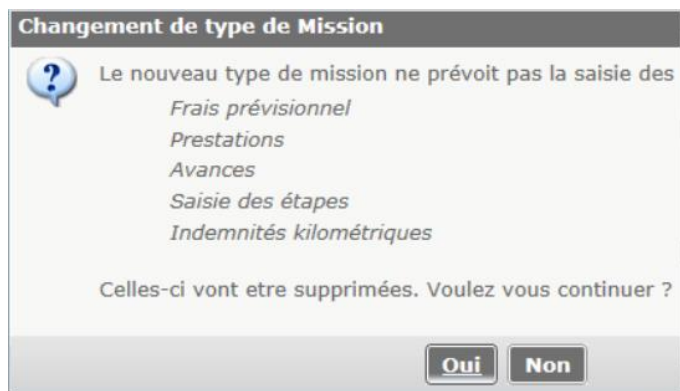 Changement de type de Mission
Le nouveau type de mission ne prévoit pas la saisie des
Frais prévisionnel
Prestations
Avances
Saisie des étapes
Indemnités kilométriques
Celles-ci vont etre supprimées. Voulez vous continuer ?
Oui Non